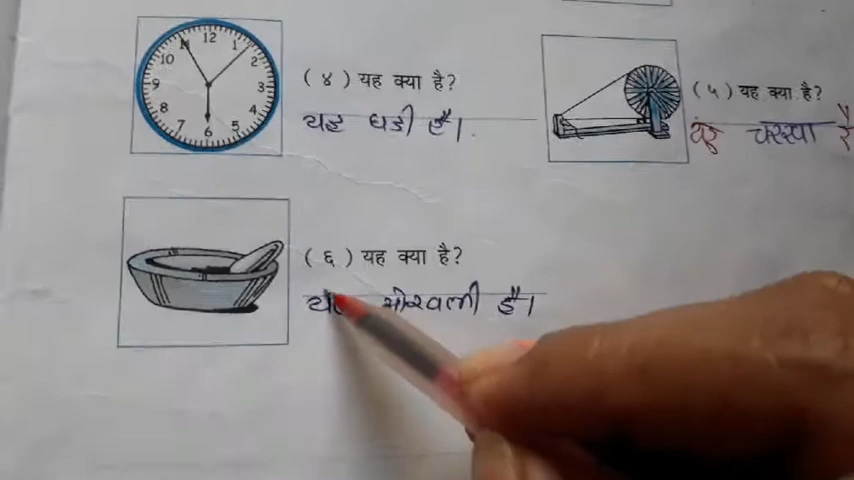 12 1 2 3 4 5 6 7 8 9 10 11
( ४ ) यह क्या है?
यह घडी है।
( ५ ) यह क्या है?
यह चरखा
( ६ ) यह क्या है?
ओखली है।